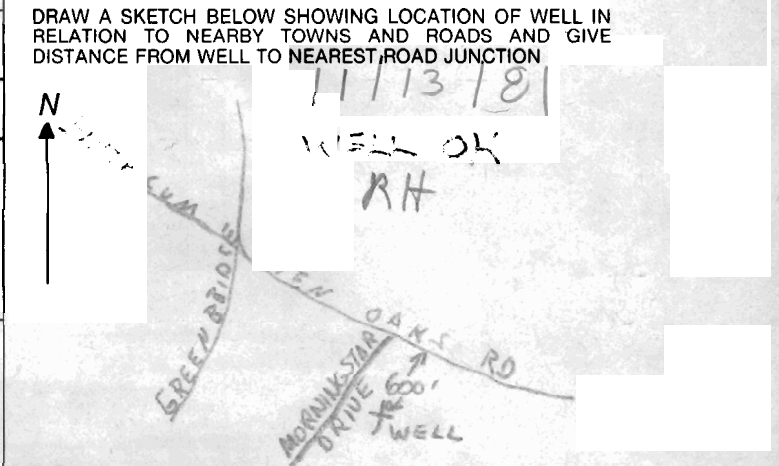 DRAW A SKETCH BELOW SHOWING LOCATION OF WELL IN
RELATION TO NEARBY TOWNS AND ROADS AND GIVE
DISTANCE FROM WELL TO NEAREST ROAD JUNCTION
11/13/81
N
WELL OK
RH
OAKS RD
GREENBRIDGE
MORNINGSTAR
DRIVE
600'
WELL